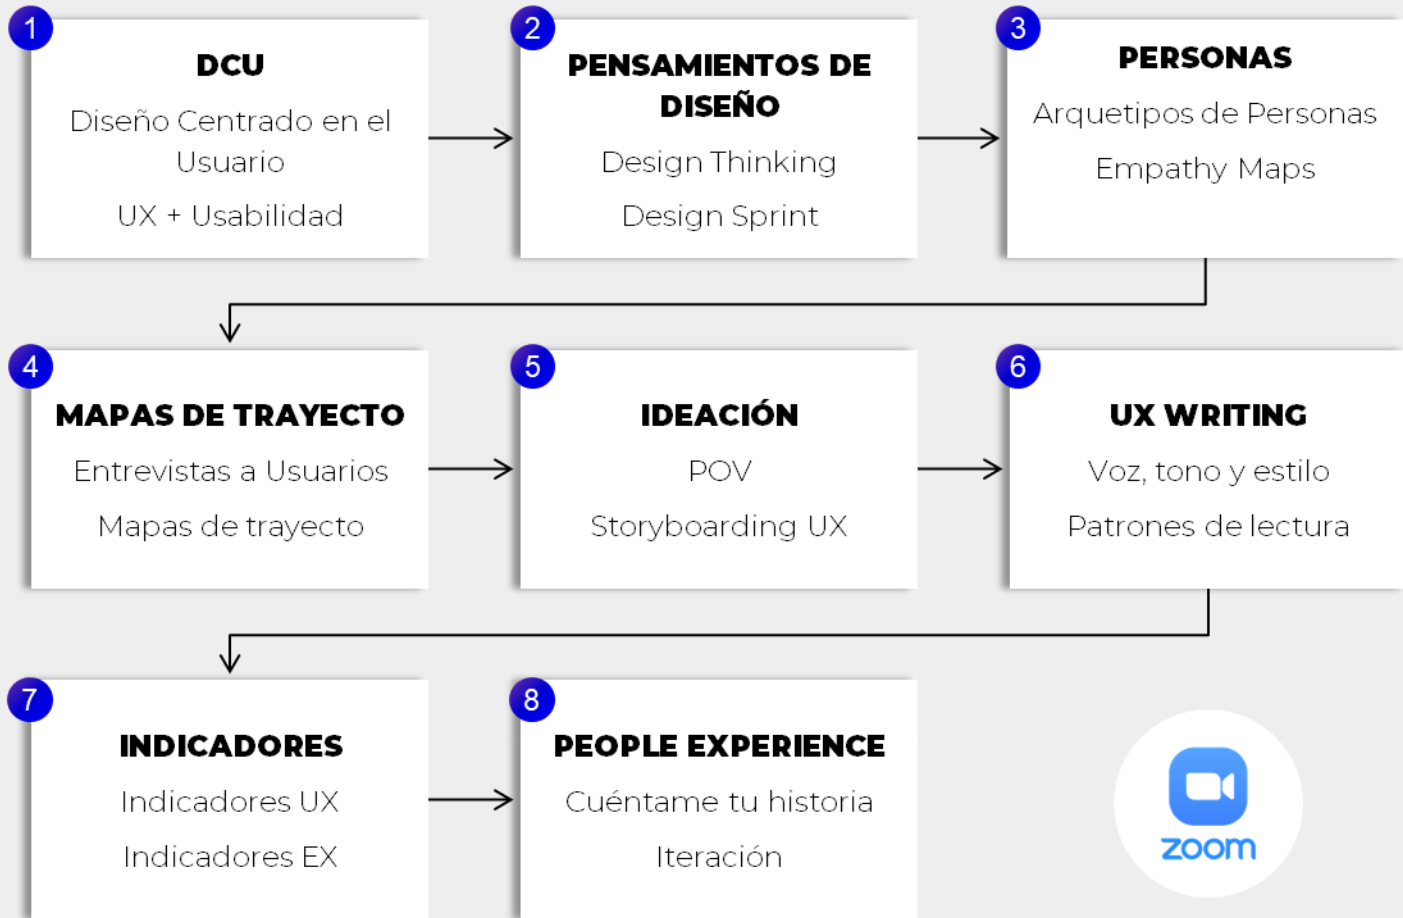 1
DCU
Diseño Centrado en el
Usuario
UX + Usabilidad
2
PENSAMIENTOS DE
DISEÑO
Design Thinking
Design Sprint
3
PERSONAS
Arquetipos de Personas
Empathy Maps
4
MAPAS DE TRAYECTO
Entrevistas a Usuarios
Mapas de trayecto
5
IDEACIÓN
POV
Storyboarding UX
6
UX WRITING
Voz, tono y estilo
Patrones de lectura
7
INDICADORES
Indicadores UX
Indicadores EX
8
PEOPLE EXPERIENCE
Cuéntame tu historia
Iteración
zoom